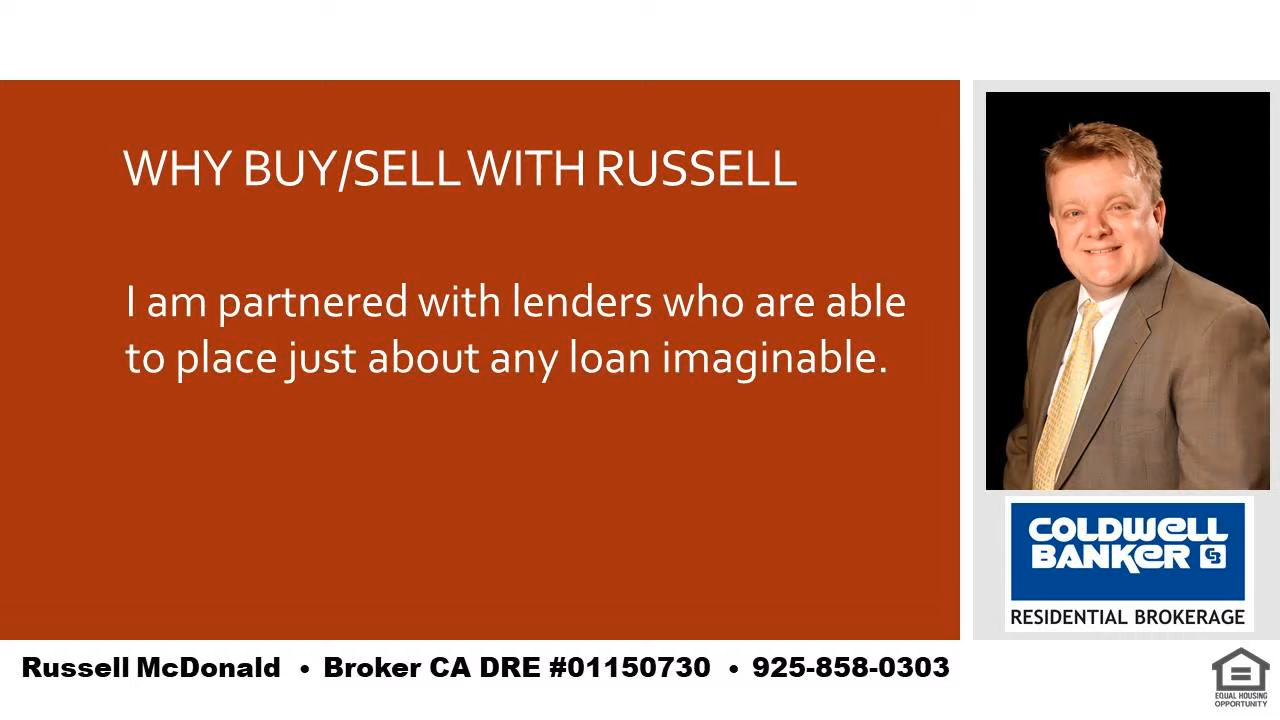 WHY BUY/SELL WITH RUSSELL
I am partnered with lenders who are able
to place just about any loan imaginable.
COLDWELL
BANKER CB
RESIDENTIAL BROKERAGE
Russell McDonald • Broker CA DRE #01150730 • 925-858-0303
EQUAL HOUSING
OPPORTUNITY